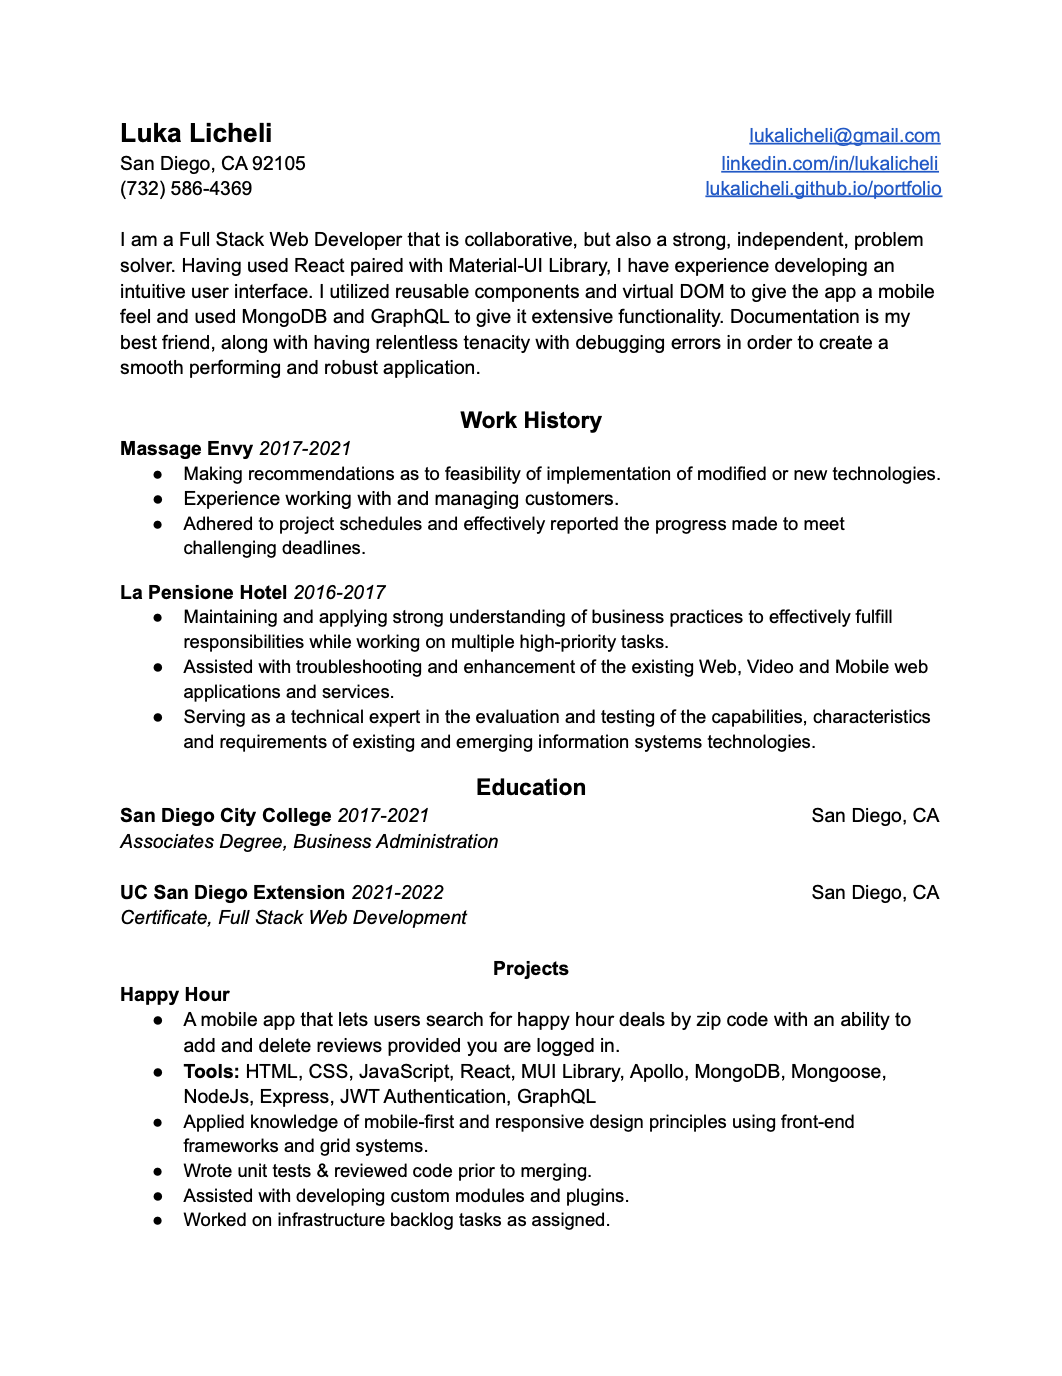 Luka Licheli lukalicheli@gmail.com
San Diego, CA 92105 linkedin.com/in/lukalicheli
(732) 586-4369 lukalicheli.github.io/portfolio
I am a Full Stack Web Developer that is collaborative, but also a strong, independent, problem
solver. Having used React paired with Material-UI Library, I have experience developing an
intuitive user interface. I utilized reusable components and virtual DOM to give the app a mobile
feel and used MongoDB and GraphQL to give it extensive functionality. Documentation is my
best friend, along with having relentless tenacity with debugging errors in order to create a
smooth performing and robust application.
Work History
Massage Envy 2017-2021
● Making recommendations as to feasibility of implementation of modified or new technologies.
● Experience working with and managing customers.
● Adhered to project schedules and effectively reported the progress made to meet
challenging deadlines.
La Pensione Hotel 2016-2017
● Maintaining and applying strong understanding of business practices to effectively fulfill
responsibilities while working on multiple high-priority tasks.
● Assisted with troubleshooting and enhancement of the existing Web, Video and Mobile web
applications and services.
● Serving as a technical expert in the evaluation and testing of the capabilities, characteristics
and requirements of existing and emerging information systems technologies.
Education
San Diego City College 2017-2021 San Diego, CA
Associates Degree, Business Administration
UC San Diego Extension 2021-2022 San Diego, CA
Certificate, Full Stack Web Development
Projects
Happy Hour
● A mobile app that lets users search for happy hour deals by zip code with an ability to
add and delete reviews provided you are logged in.
● Tools: HTML, CSS, JavaScript, React, MUI Library, Apollo, MongoDB, Mongoose,
NodeJs, Express, JWT Authentication, GraphQL
● Applied knowledge of mobile-first and responsive design principles using front-end
frameworks and grid systems.
● Wrote unit tests & reviewed code prior to merging.
● Assisted with developing custom modules and plugins.
● Worked on infrastructure backlog tasks as assigned.